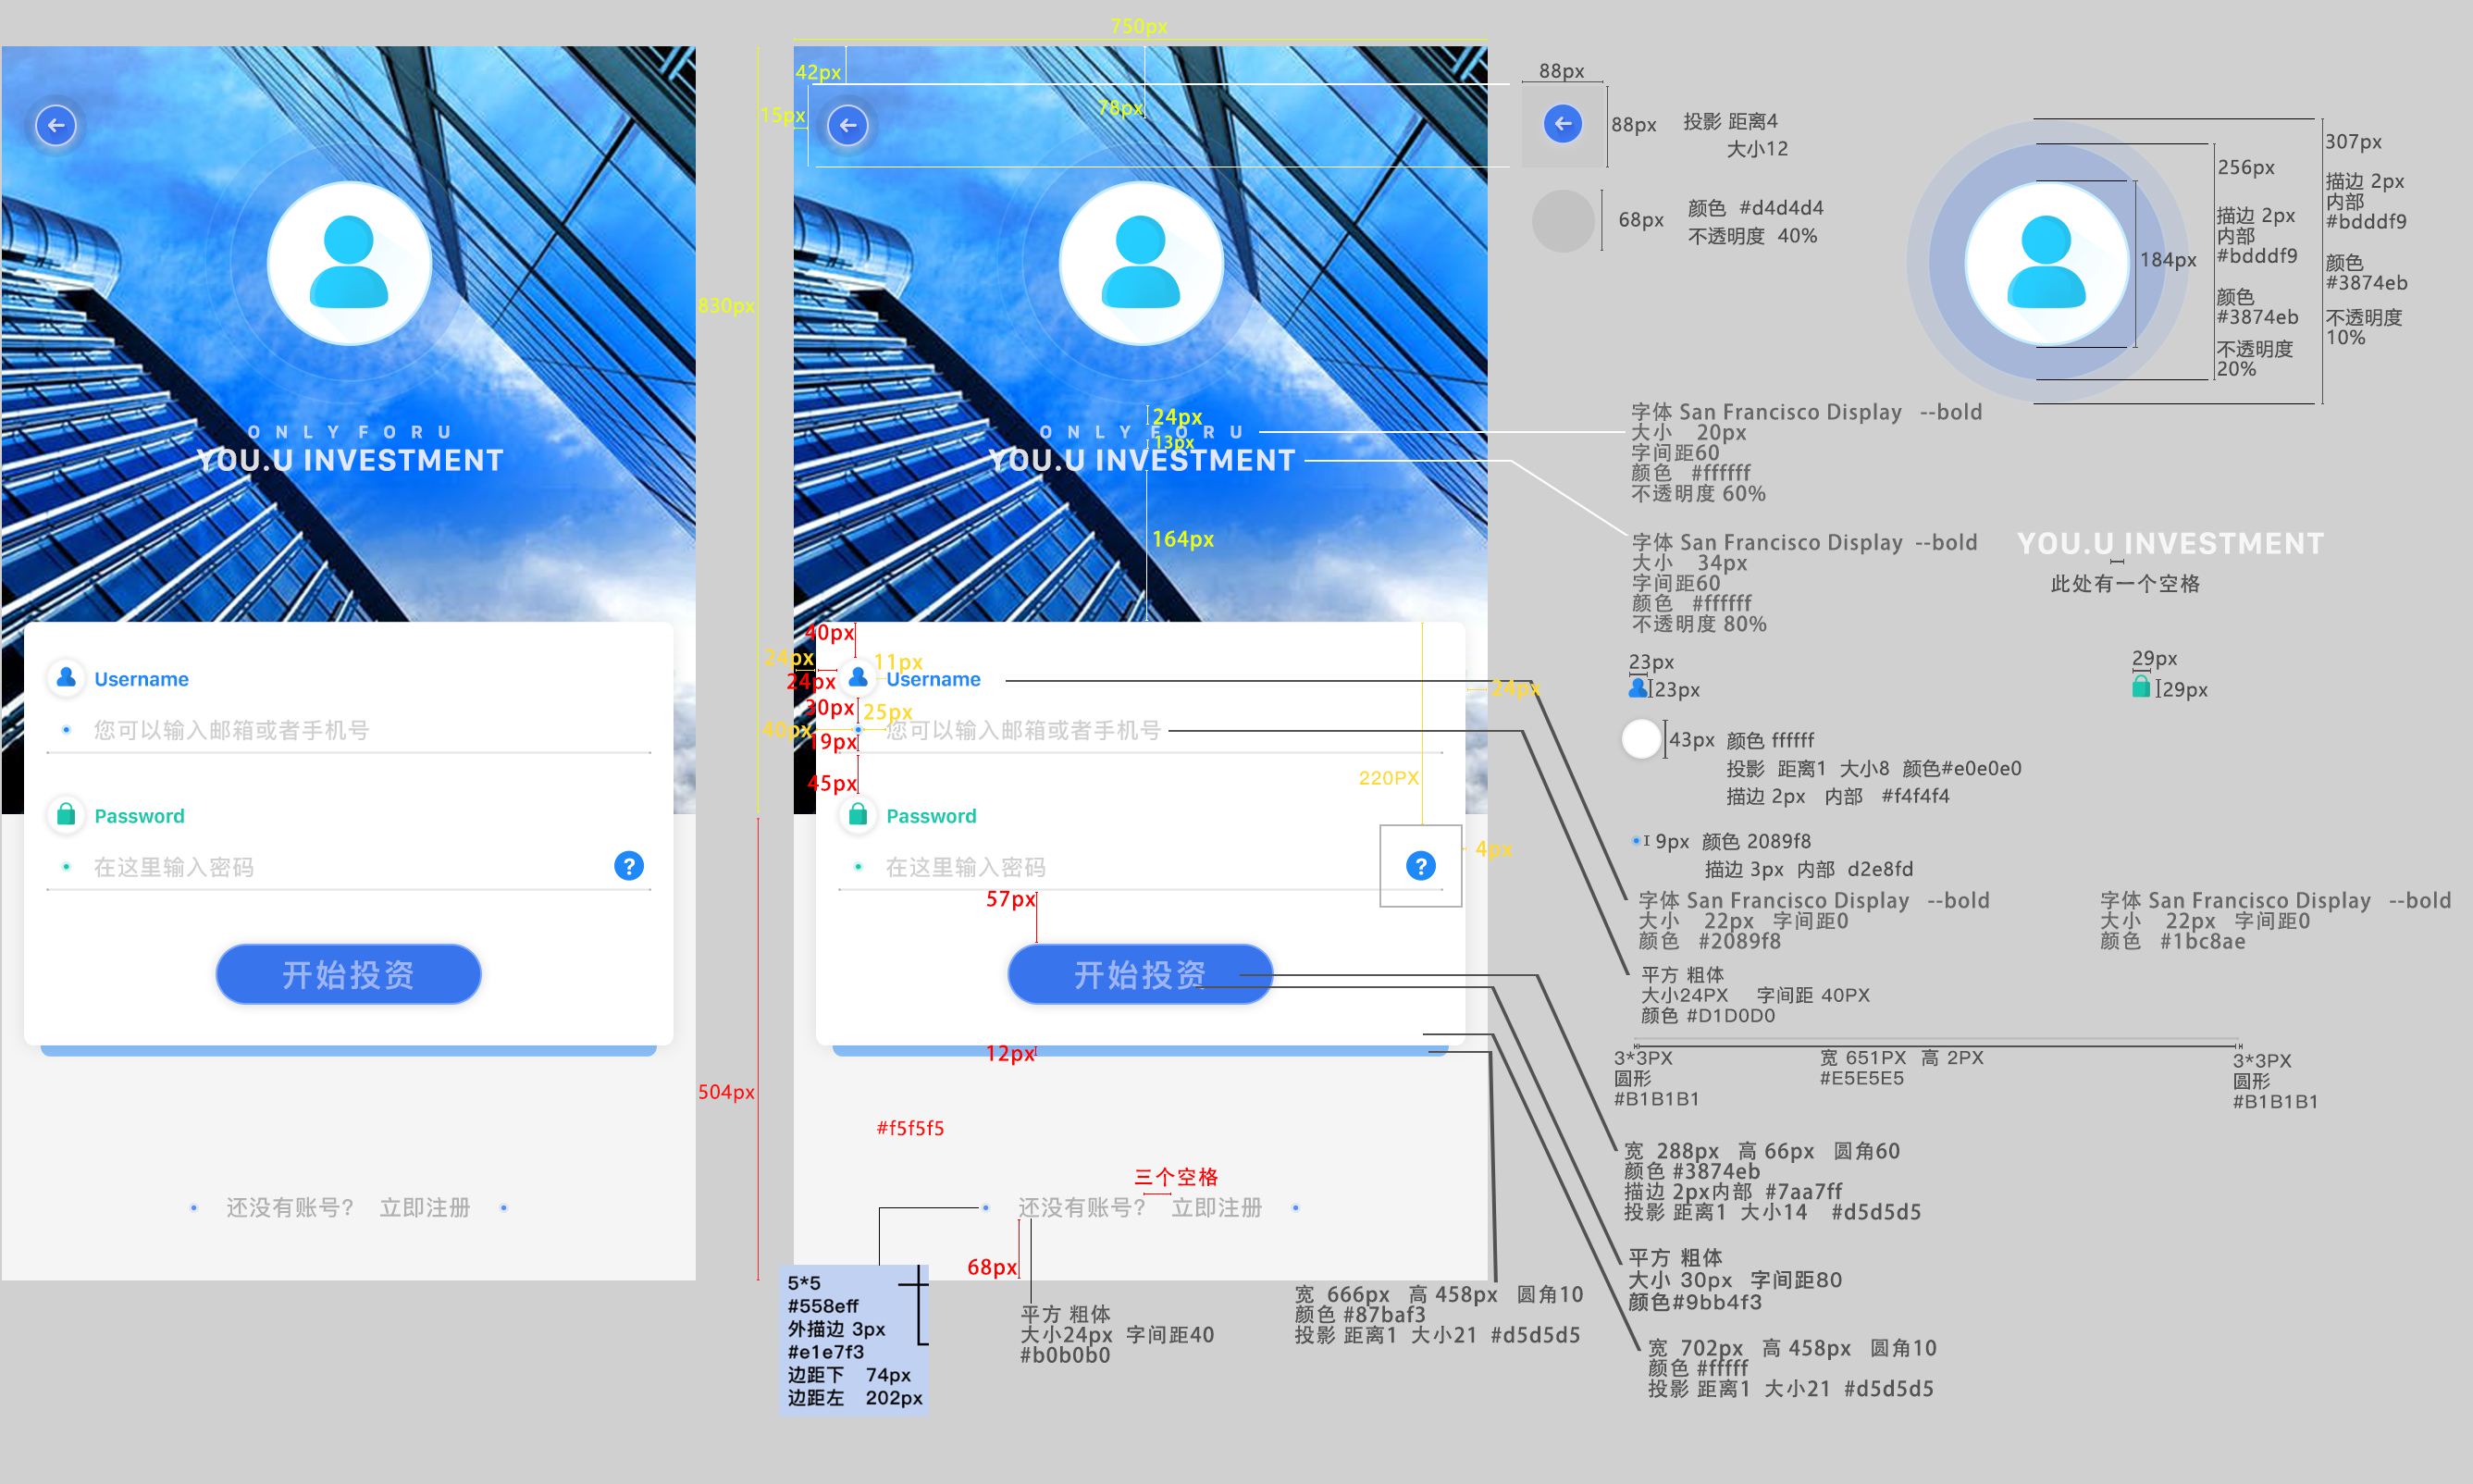 ONLYFORU
YOU.U INVESTMENT
Username
您可以输入邮箱或者手机号
Password
在这里输入密码
?
开始投资
还没有账号? 立即注册
830px
504px
750px
42px
15px
78px
24px
ONLYFORU
13px
YOU.U INVESTMENT
164px
40px
24px
11px
24px
Username
24px
30px
25px
40px
您可以输入邮箱或者手机号
19px
45px
220PX
Password
在这里输入密码
?
4px
57px
开始投资
12px
#f5f5f5
三个空格
还没有账号? 立即注册
68px
5*5
#558eff
外描边 3px
#e1e7f3
边距下 74px
边距左 202px
平方 粗体
大小24px 字间距40
#b0b0b0
宽 666px 高 458px 圆角10
颜色 #87baf3
投影 距离1 大小21 #d5d5d5
88px
88px
投影 距离4
大小12
68px
颜色 #d4d4d4
不透明度 40%
184px
256px
描边 2px
内部
#bdddf9
颜色
#3874eb
不透明度
20%
307px
描边 2px
内部
#bdddf9
颜色
#3874eb
不透明度
10%
字体 San Francisco Display --bold
大小 20px
字间距60
颜色 #ffffff
不透明度 60%
字体 San Francisco Display --bold
大小 34px
字间距60
颜色 #ffffff
不透明度 80%
YOU.U INVESTMENT
此处有一个空格
23px
23px
29px
29px
43px 颜色 ffffff
投影 距离1 大小8 颜色#e0e0e0
描边 2px 内部 #f4f4f4
9px 颜色 2089f8
描边 3px 内部 d2e8fd
字体 San Francisco Display --bold
大小 22px 字间距0
颜色 #2089f8
字体 San Francisco Display --bold
大小 22px 字间距0
颜色 #1bc8ae
平方 粗体
大小24PX 字间距 40PX
颜色 #D1D0D0
3*3PX
圆形
#B1B1B1
宽 651PX 高 2PX
#E5E5E5
3*3PX
圆形
#B1B1B1
宽 288px 高 66px 圆角60
颜色 #3874eb
描边 2px内部 #7aa7ff
投影 距离1 大小14 #d5d5d5
平方 粗体
大小 30px 字间距80
颜色#9bb4f3
宽 702px 高 458px 圆角10
颜色 #fffff
投影 距离1 大小21 #d5d5d5